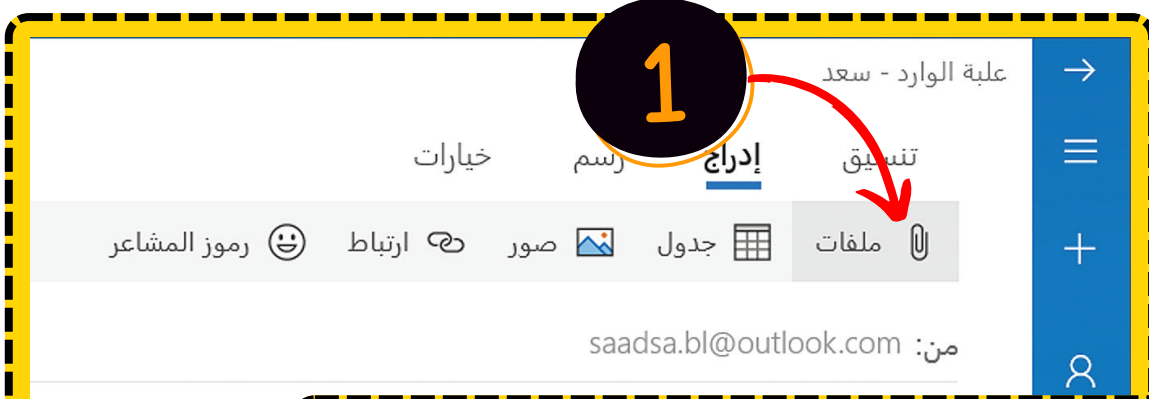 علبة الوارد - سعد
1
تنسيق إدراج رسم خيارات
ملفات جدول صور ارتباط رموز المشاعر
من: saadsa.bl@outlook.com